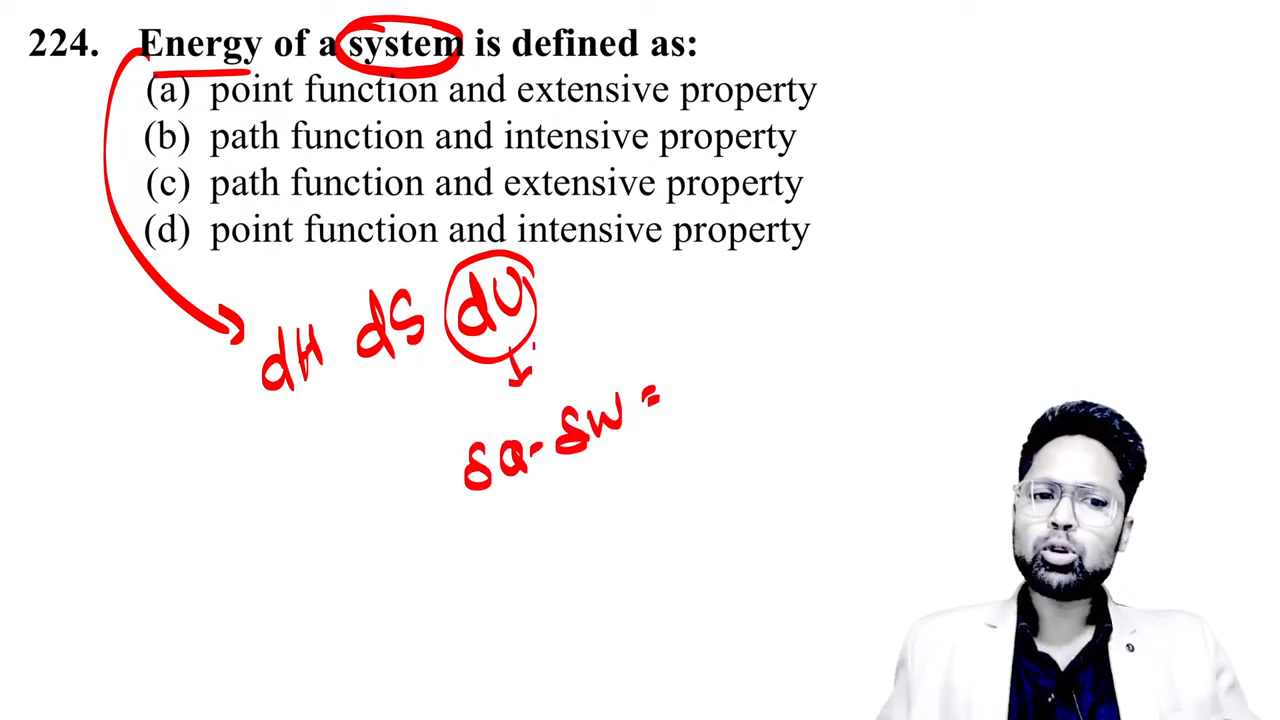 224. Energy of a system is defined as:
(a) point function and extensive property
(b) path function and intensive property
(c) path function and extensive property
(d) point function and intensive property
dH dS dU
δQ - δW =